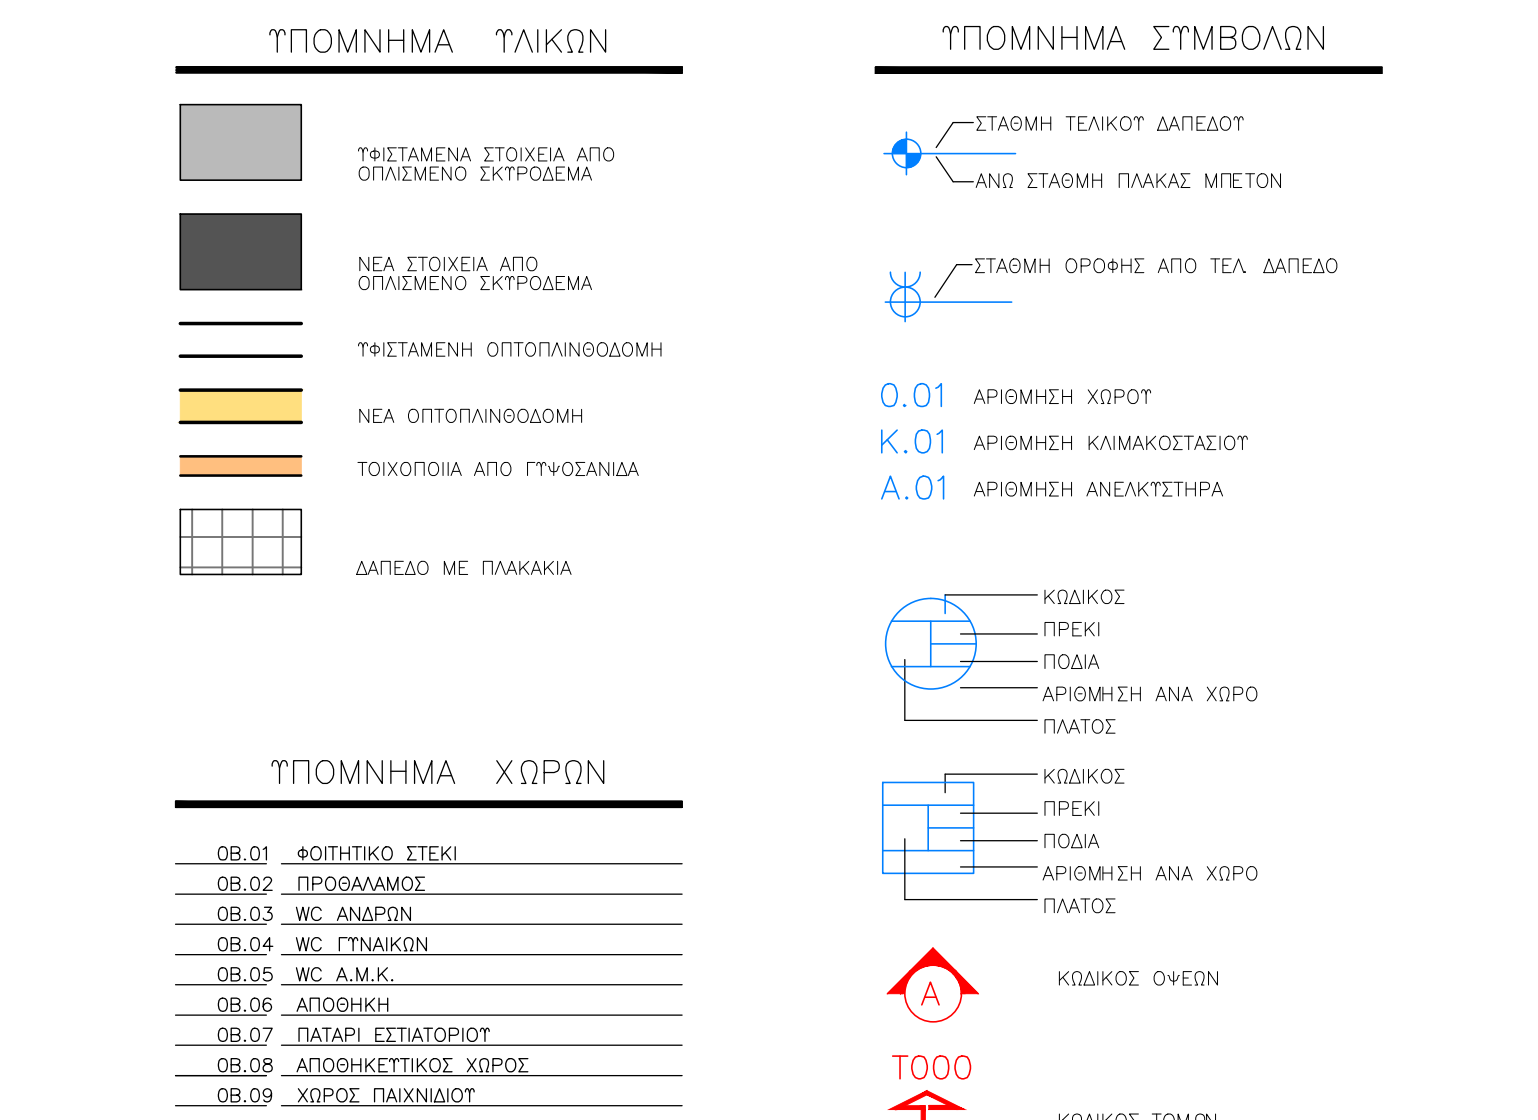 ΥΠΟΜΝΗΜΑ ΥΛΙΚΩΝ
ΥΦΙΣΤΑΜΕΝΑ ΣΤΟΙΧΕΙΑ ΑΠΟ
ΟΠΛΙΣΜΕΝΟ ΣΚΥΡΟΔΕΜΑ
ΝΕΑ ΣΤΟΙΧΕΙΑ ΑΠΟ
ΟΠΛΙΣΜΕΝΟ ΣΚΥΡΟΔΕΜΑ
ΥΦΙΣΤΑΜΕΝΗ ΟΠΤΟΠΛΙΝΘΟΔΟΜΗ
ΝΕΑ ΟΠΤΟΠΛΙΝΘΟΔΟΜΗ
ΤΟΙΧΟΠΟΙΙΑ ΑΠΟ ΓΥΨΟΣΑΝΙΔΑ
ΔΑΠΕΔΟ ΜΕ ΠΛΑΚΑΚΙΑ
ΥΠΟΜΝΗΜΑ ΧΩΡΩΝ
0Β.01 ΦΟΙΤΗΤΙΚΟ ΣΤΕΚΙ
0Β.02 ΠΡΟΘΑΛΑΜΟΣ
0Β.03 WC ΑΝΔΡΩΝ
0Β.04 WC ΓΥΝΑΙΚΩΝ
0Β.05 WC Α.Μ.Κ.
0Β.06 ΑΠΟΘΗΚΗ
0Β.07 ΠΑΤΑΡΙ ΕΣΤΙΑΤΟΡΙΟΥ
0Β.08 ΑΠΟΘΗΚΕΥΤΙΚΟΣ ΧΩΡΟΣ
0Β.09 ΧΩΡΟΣ ΠΑΙΧΝΙΔΙΟΥ
ΥΠΟΜΝΗΜΑ ΣΥΜΒΟΛΩΝ
ΣΤΑΘΜΗ ΤΕΛΙΚΟΥ ΔΑΠΕΔΟΥ
ΑΝΩ ΣΤΑΘΜΗ ΠΛΑΚΑΣ ΜΠΕΤΟΝ
ΣΤΑΘΜΗ ΟΡΟΦΗΣ ΑΠΟ ΤΕΛ. ΔΑΠΕΔΟ
0.01 ΑΡΙΘΜΗΣΗ ΧΩΡΟΥ
Κ.01 ΑΡΙΘΜΗΣΗ ΚΛΙΜΑΚΟΣΤΑΣΙΟΥ
Α.01 ΑΡΙΘΜΗΣΗ ΑΝΕΛΚΥΣΤΗΡΑ
ΚΩΔΙΚΟΣ
ΠΡΕΚΙ
ΠΟΔΙΑ
ΑΡΙΘΜΗΣΗ ΑΝΑ ΧΩΡΟ
ΠΛΑΤΟΣ
ΚΩΔΙΚΟΣ
ΠΡΕΚΙ
ΠΟΔΙΑ
ΑΡΙΘΜΗΣΗ ΑΝΑ ΧΩΡΟ
ΠΛΑΤΟΣ
Α ΚΩΔΙΚΟΣ ΟΨΕΩΝ
Τ000
ΚΩΔΙΚΟΣ ΤΟΜΩΝ